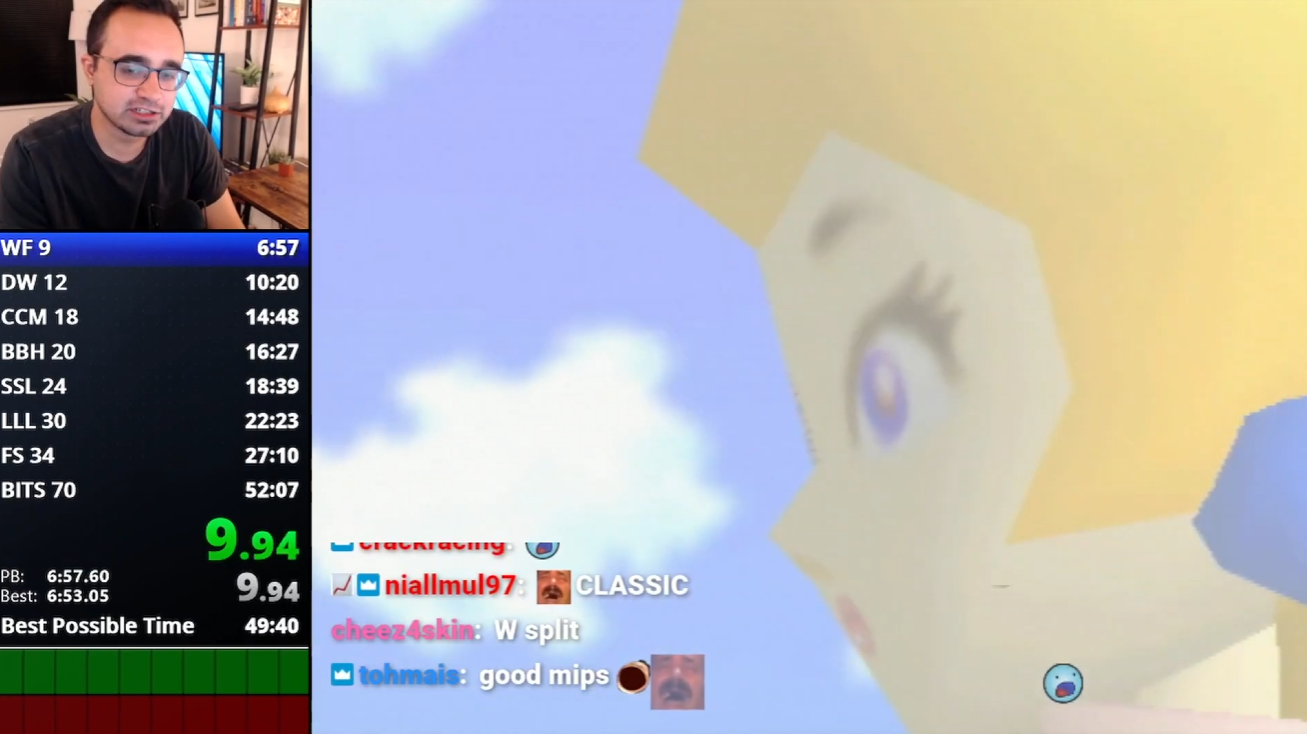 WF 9 6:57
DW 12 10:20
CCM 18 14:48
BBH 20 16:27
SSL 24 18:39
LLL 30 22:23
FS 34 27:10
BITS 70 52:07
9.94
PB: 6:57.60
Best: 6:53.05
9.94
Best Possible Time 49:40
crackracing:
niallmul97: CLASSIC
cheez4skin: W split
tohmais: good mips